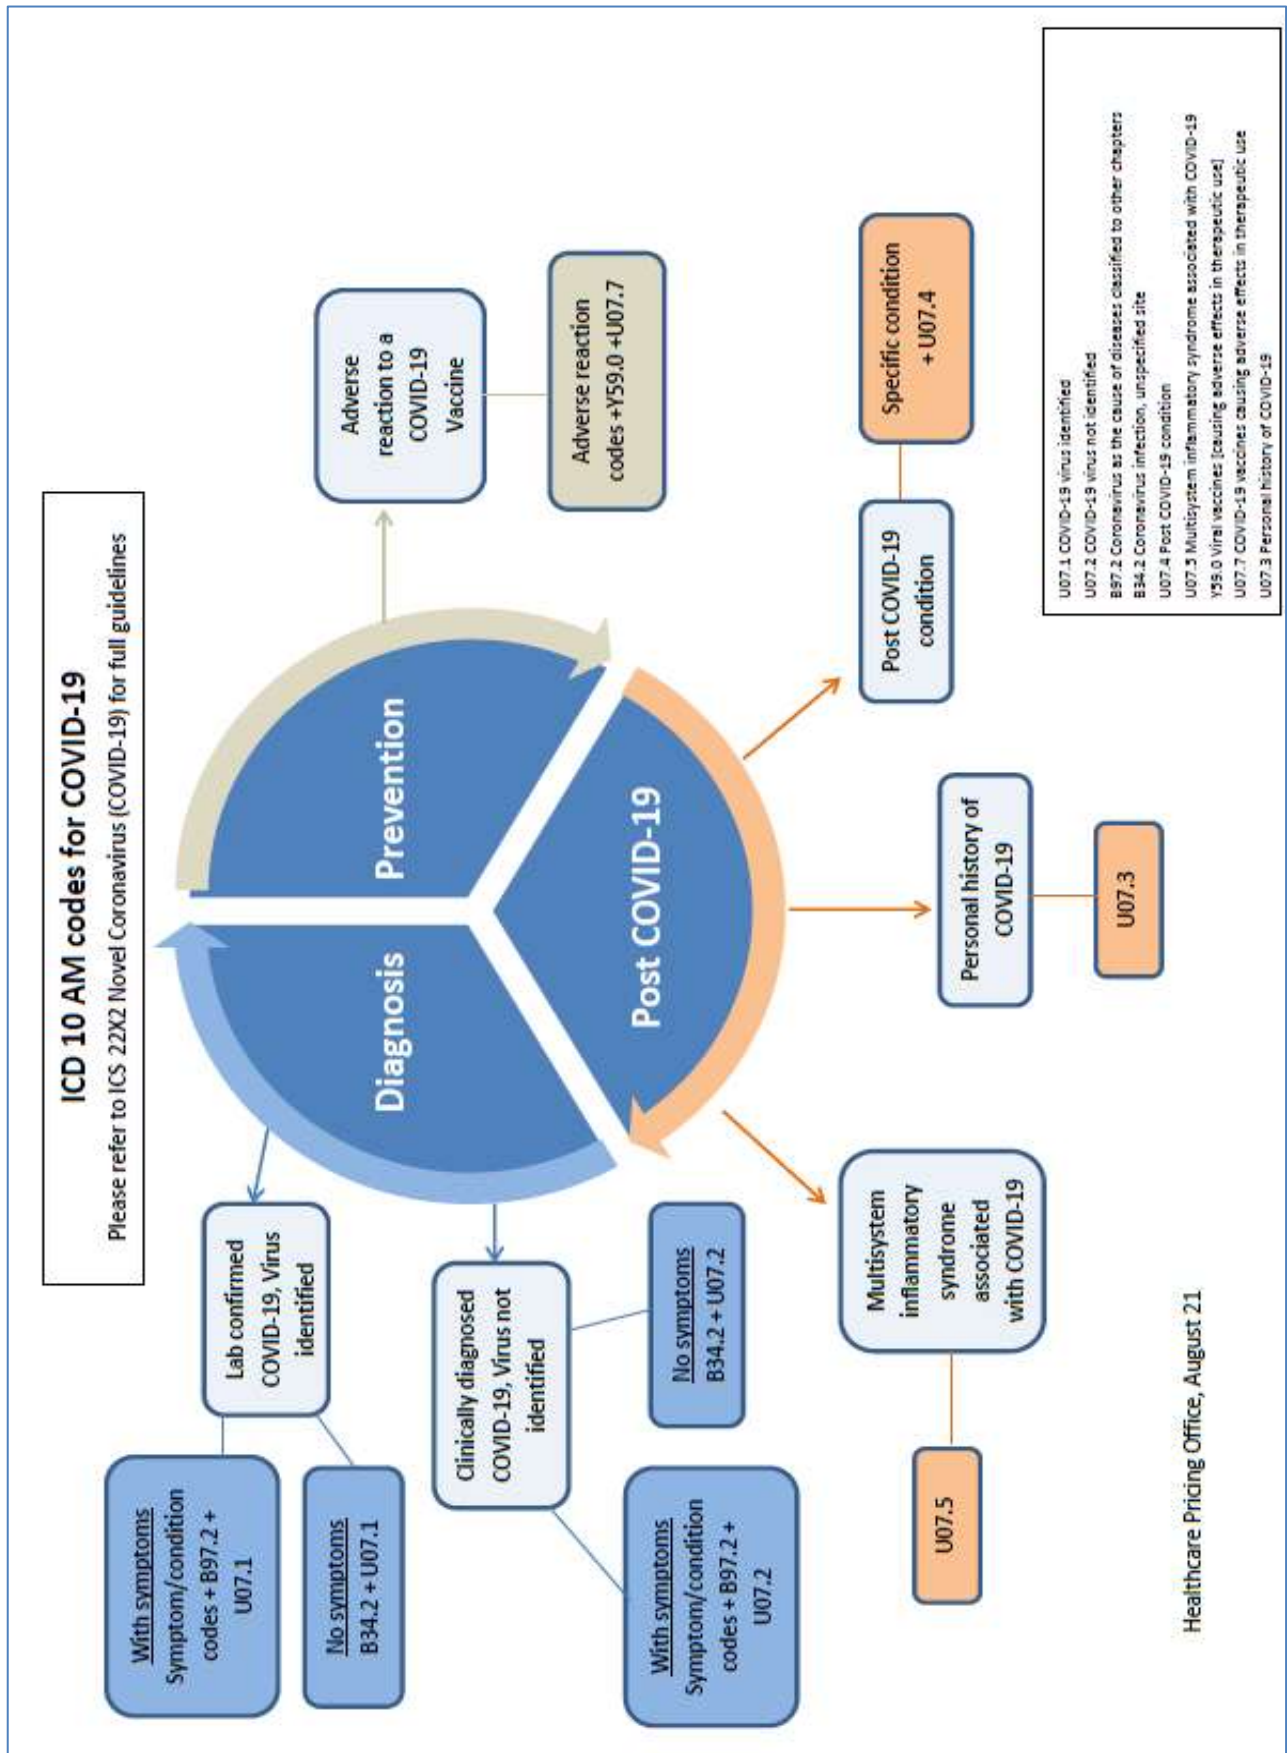 ICD 10 AM codes for COVID-19
Please refer to ICS 22X2 Novel Coronavirus (COVID-19) for full guidelines
With symptoms
Symptom/condition
codes + B97.2 +
U07.1
No symptoms
B34.2 + U07.1
Lab confirmed
COVID-19, Virus
identified
Clinically diagnosed
COVID-19, Virus not
identified
With symptoms
Symptom/condition
codes + B97.2 +
U07.2
No symptoms
B34.2 + U07.2
Diagnosis
Prevention
Post COVID-19
Adverse
reaction to a
COVID-19
Vaccine
Adverse reaction
codes +Y59.0 +U07.7
U07.5
Multisystem
inflammatory
syndrome
associated
with COVID-19
Personal history of
COVID-19
U07.3
Post COVID-19
condition
Specific condition
+ U07.4
U07.1 COVID-19 virus identified
U07.2 COVID-19 virus not identified
B97.2 Coronavirus as the cause of diseases classified to other chapters
B34.2 Coronavirus infection, unspecified site
U07.4 Post COVID-19 condition
U07.5 Multisystem inflammatory syndrome associated with COVID-19
Y59.0 Viral vaccines [causing adverse effects in therapeutic use]
U07.7 COVID-19 vaccines causing adverse effects in therapeutic use
U07.3 Personal history of COVID-19
Healthcare Pricing Office, August 21